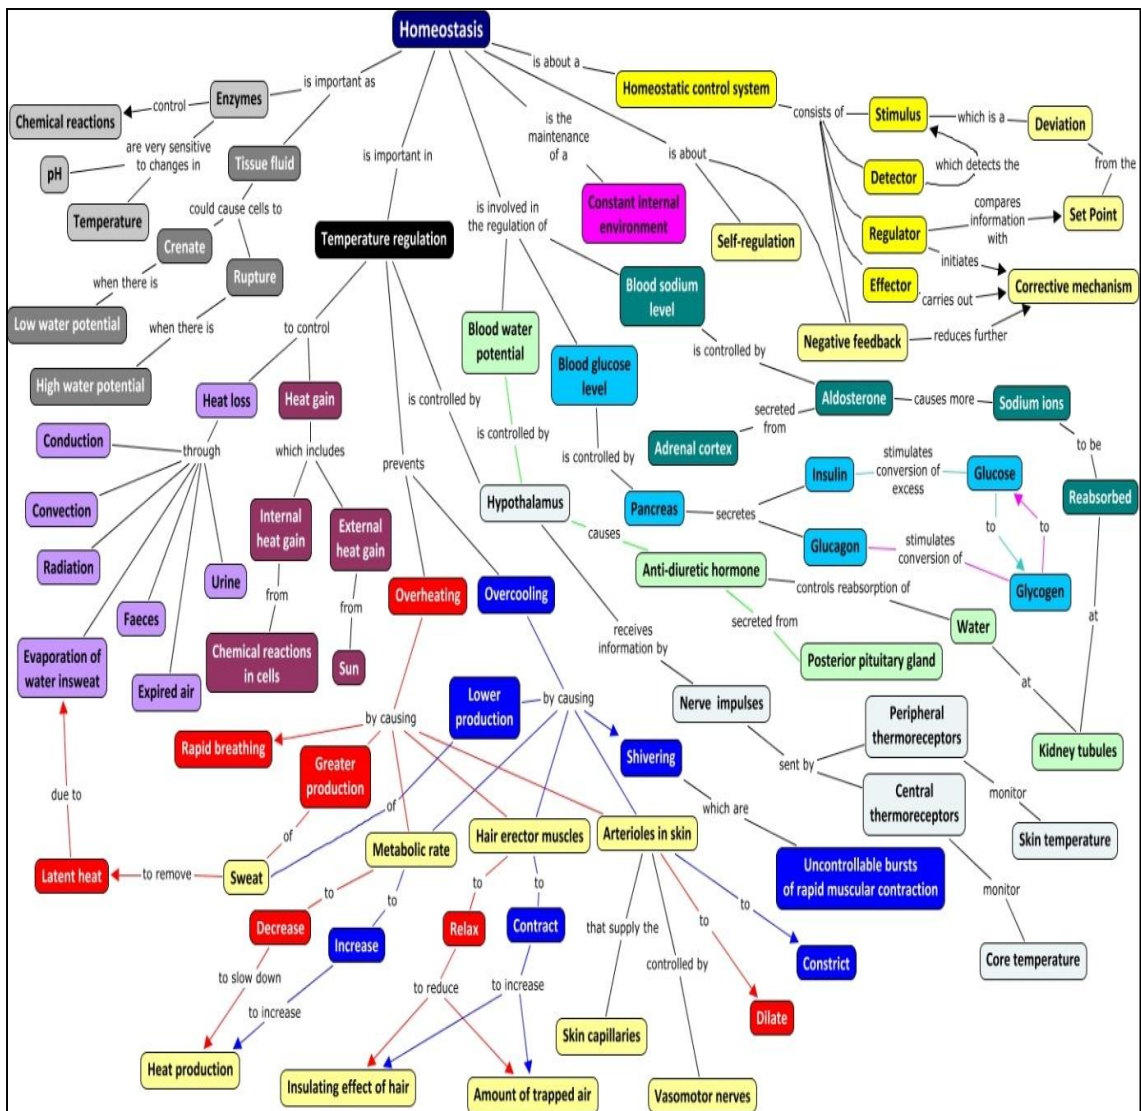 Homeostasis
is about a
Homeostatic control system
consists of
Stimulus
which is a
Deviation
is important as
Enzymes
control
Chemical reactions
are very sensitive
to changes in
pH
Temperature
Tissue fluid
could cause cells to
Crenate
Rupture
when there is
Low water potential
when there is
High water potential
is important in
Temperature regulation
is the
maintenance
of a
Constant internal
environment
is about
Self-regulation
is involved in
the regulation of
Detector
which detects the
from the
Set Point
Regulator
compares
information
with
initiates
Effector
carries out
Corrective mechanism
Negative feedback
reduces further
Blood sodium
level
Blood water
potential
Blood glucose
level
is controlled by
Aldosterone
causes more
Sodium ions
secreted
from
Adrenal cortex
to be
Reabsorbed
at
to control
Heat loss
Heat gain
through
Conduction
Convection
Radiation
Evaporation of
water insweat
Faeces
Expired air
Urine
which includes
Internal
heat gain
External
heat gain
from
from
Chemical reactions
in cells
Sun
prevents
is controlled by
is controlled by
is controlled by
Hypothalamus
Pancreas
secretes
Insulin
stimulates
conversion of
excess
Glucose
to
to
Glucagon
stimulates
conversion of
Glycogen
causes
Anti-diuretic hormone
controls reabsorption of
Water
at
Kidney tubules
secreted from
Posterior pituitary gland
Overheating
Overcooling
receives
information by
Nerve impulses
sent by
Peripheral
thermoreceptors
Central
thermoreceptors
monitor
Skin temperature
monitor
Core temperature
by causing
by causing
Lower
production
Rapid breathing
Greater
production
Shivering
which are
Uncontrollable bursts
of rapid muscular contraction
due to
of
of
Latent heat
to remove
Sweat
Metabolic rate
Hair erector muscles
Arterioles in skin
to
to
to
to
to
to
Decrease
Increase
Relax
Contract
that supply the
controlled by
Constrict
Dilate
to slow down
to increase
to reduce
to increase
Heat production
Insulating effect of hair
Amount of trapped air
Skin capillaries
Vasomotor nerves